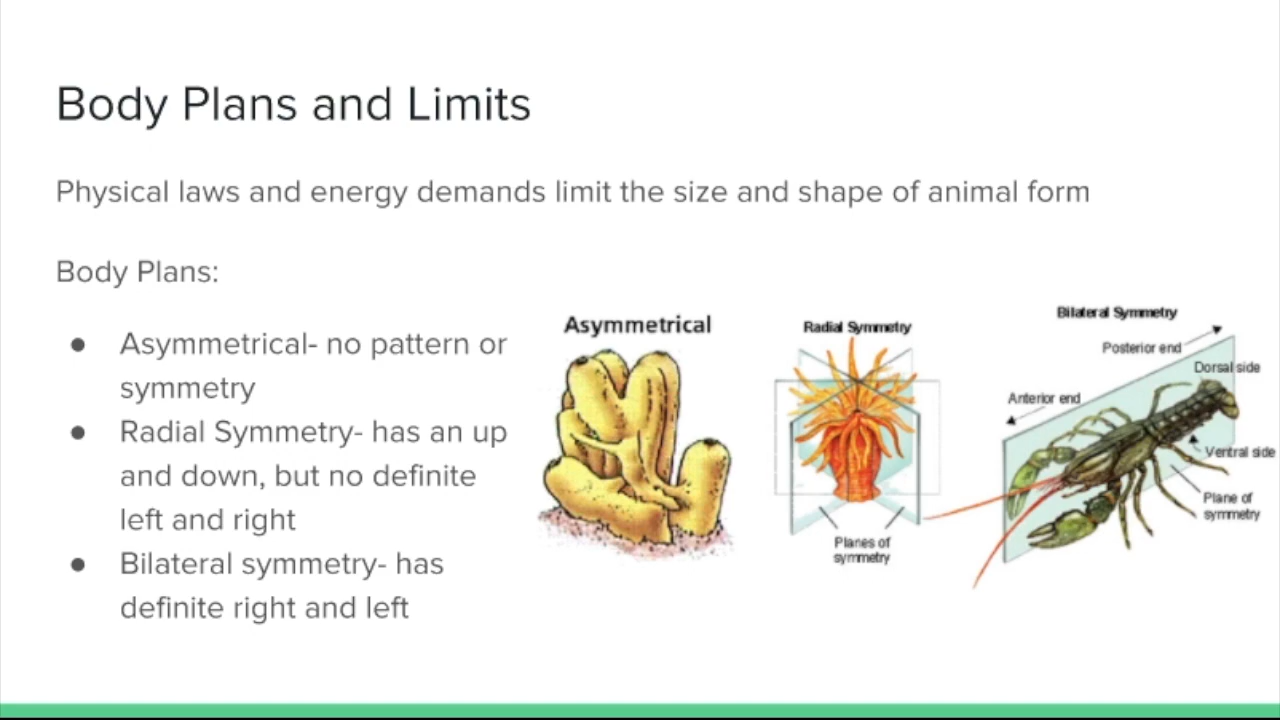 Body Plans and Limits
Physical laws and energy demands limit the size and shape of animal form
Body Plans:
● Asymmetrical- no pattern or
symmetry
● Radial Symmetry- has an up
and down, but no definite
left and right
● Bilateral symmetry- has
definite right and left
Asymmetrical
Radial Symmetry
Planes of
symmetry
Bilateral Symmetry
Posterior end
Dorsal side
Anterior end
Ventral side
Plane of
symmetry